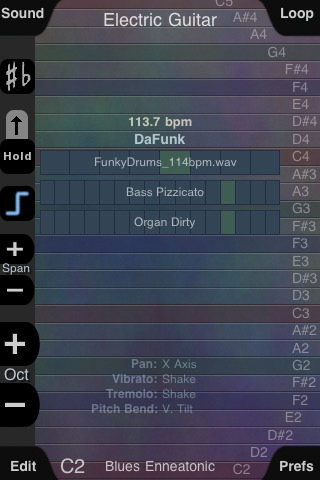 Sound
Electric Guitar
Loop
C5
A#4
A4
G4
F#4
F4
E4
D#4
D4
C4
A#3
A3
G3
F#3
F3
E3
D#3
D3
C3
A#2
A2
G2
F#2
F2
E2
D#2
D2
C2
♯♭
Hold
Span
Oct
113.7 bpm
DaFunk
FunkyDrums_114bpm.wav
Bass Pizzicato
Organ Dirty
Pan: X Axis
Vibrato: Shake
Tremolo: Shake
Pitch Bend: V. Tilt
Edit
C2
Blues Enneatonic
Prefs